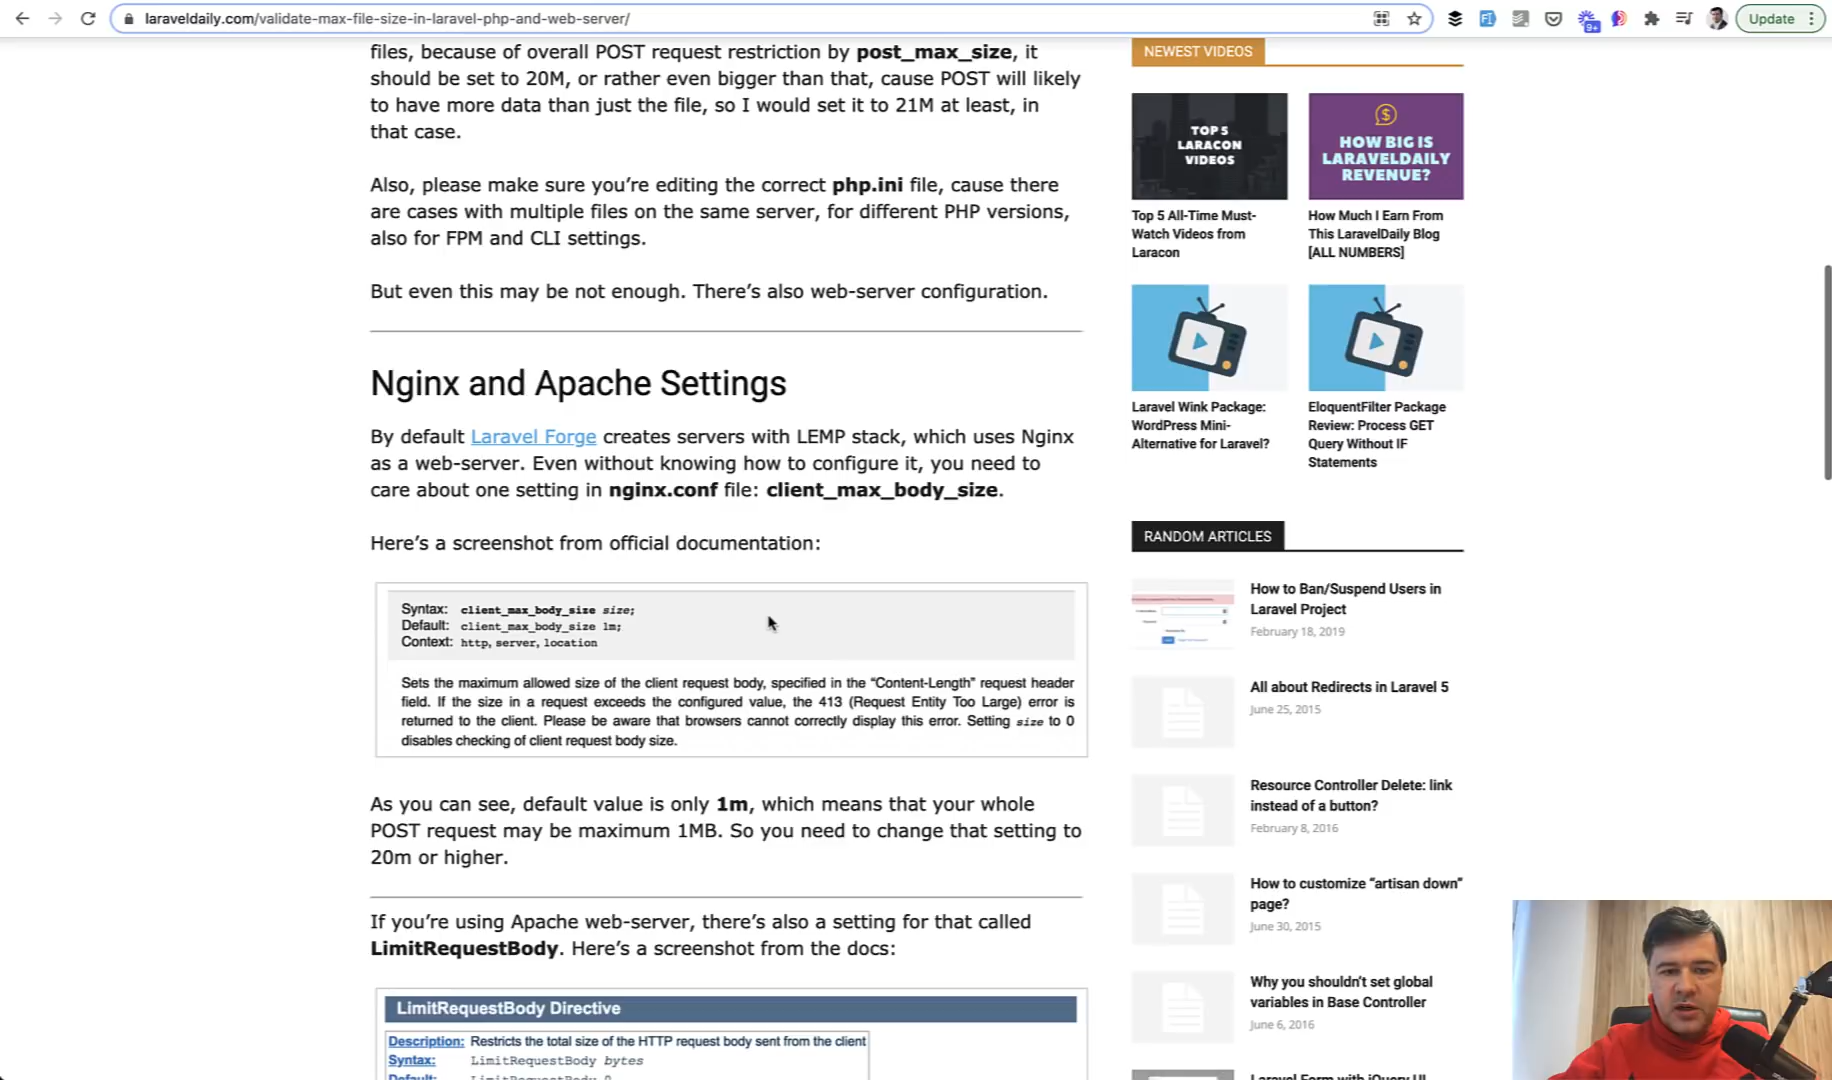 laraveldaily.com/validate-max-file-size-in-laravel-php-and-web-server/
9+
Update
files, because of overall POST request restriction by post_max_size, it
should be set to 20M, or rather even bigger than that, cause POST will likely
to have more data than just the file, so I would set it to 21M at least, in
that case.
Also, please make sure you’re editing the correct php.ini file, cause there
are cases with multiple files on the same server, for different PHP versions,
also for FPM and CLI settings.
But even this may be not enough. There’s also web-server configuration.
Nginx and Apache Settings
By default Laravel Forge creates servers with LEMP stack, which uses Nginx
as a web-server. Even without knowing how to configure it, you need to
care about one setting in nginx.conf file: client_max_body_size.
Here’s a screenshot from official documentation:
Syntax: client_max_body_size size;
Default: client_max_body_size 1m;
Context: http, server, location
Sets the maximum allowed size of the client request body, specified in the “Content-Length” request header
field. If the size in a request exceeds the configured value, the 413 (Request Entity Too Large) error is
returned to the client. Please be aware that browsers cannot correctly display this error. Setting size to 0
disables checking of client request body size.
As you can see, default value is only 1m, which means that your whole
POST request may be maximum 1MB. So you need to change that setting to
20m or higher.
If you’re using Apache web-server, there’s also a setting for that called
LimitRequestBody. Here’s a screenshot from the docs:
LimitRequestBody Directive
Description: Restricts the total size of the HTTP request body sent from the client
Syntax: LimitRequestBody bytes
Default: LimitRequestBody 0
NEWEST VIDEOS
TOP 5
LARACON
VIDEOS
Top 5 All-Time Must-
Watch Videos from
Laracon
$
HOW BIG IS
LARAVELDAILY
REVENUE?
How Much I Earn From
This LaravelDaily Blog
[ALL NUMBERS]
Laravel Wink Package:
WordPress Mini-
Alternative for Laravel?
EloquentFilter Package
Review: Process GET
Query Without IF
Statements
RANDOM ARTICLES
How to Ban/Suspend Users in
Laravel Project
February 18, 2019
All about Redirects in Laravel 5
June 25, 2015
Resource Controller Delete: link
instead of a button?
February 8, 2016
How to customize “artisan down”
page?
June 30, 2015
Why you shouldn’t set global
variables in Base Controller
June 6, 2016
Laravel Form with jQuery UI